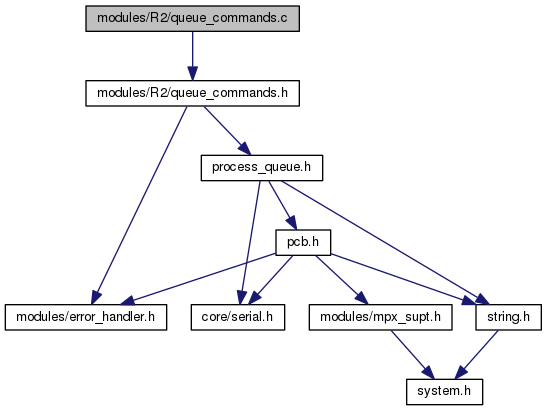 modules/R2/queue_commands.c
modules/R2/queue_commands.h
process_queue.h
pcb.h
modules/error_handler.h
core/serial.h
modules/mpx_supt.h
string.h
system.h